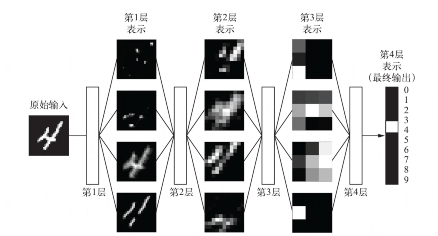 第1层
表示
第2层
表示
第3层
表示
第4层
表示
(最终输出)
原始输入
0
1
2
3
4
5
6
7
8
9
第1层
第2层
第3层
第4层